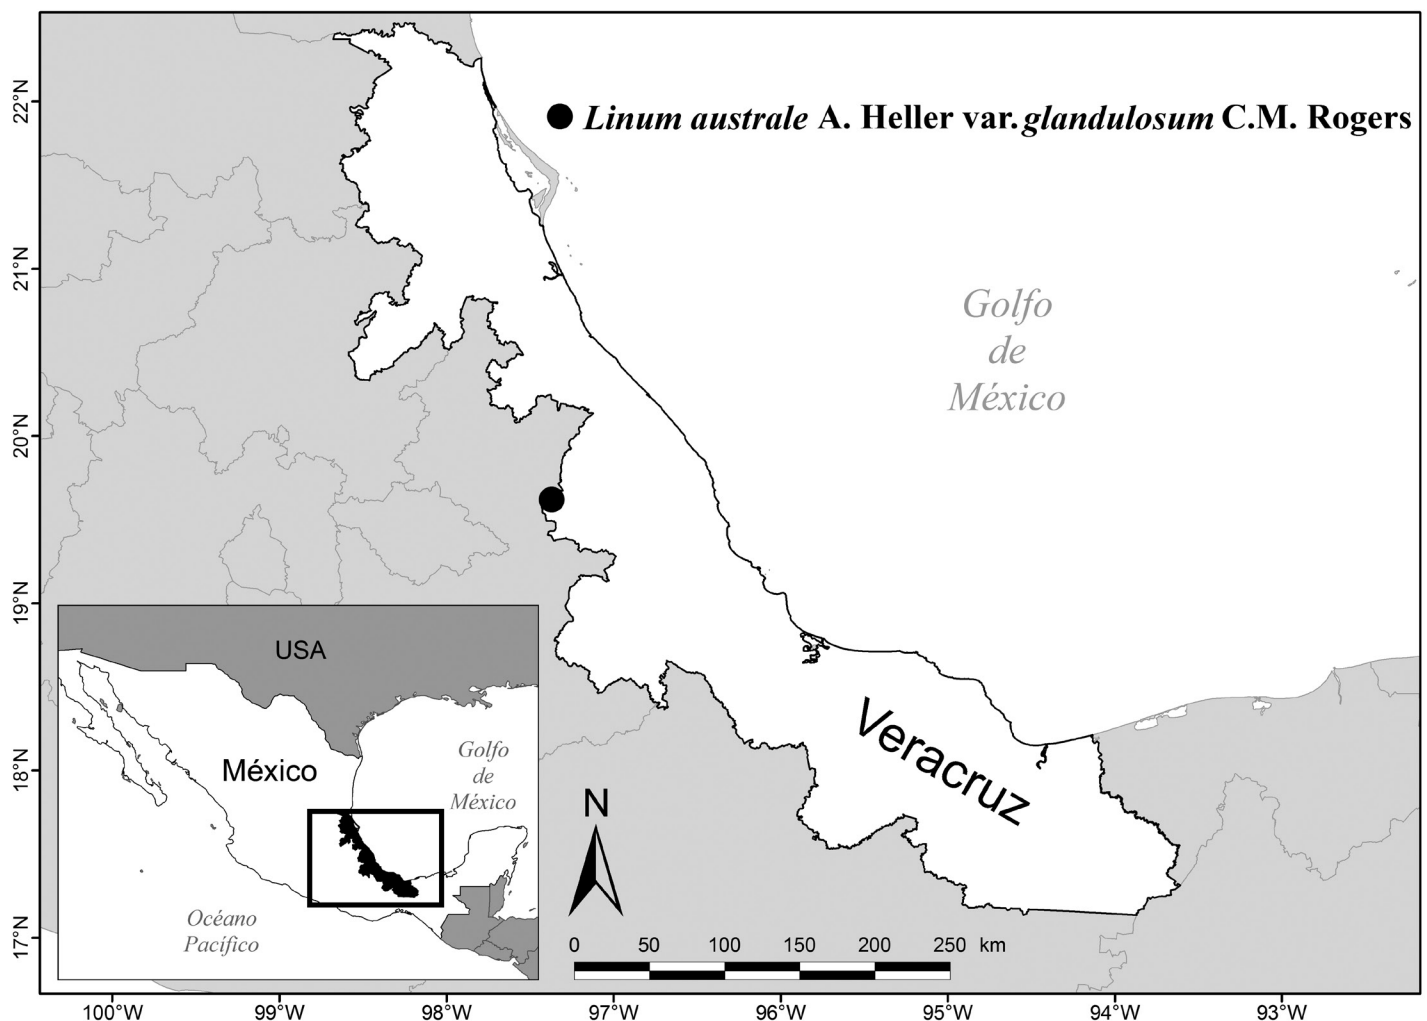 22°N
21°N
20°N
19°N
18°N
17°N
Linum australe A. Heller var. glandulosum C.M. Rogers
Golfo
de
México
Veracruz
USA
México
Golfo
de
México
Océano
Pacífico
N
0 50 100 150 200 250 km
100°W 99°W 98°W 97°W 96°W 95°W 94°W 93°W